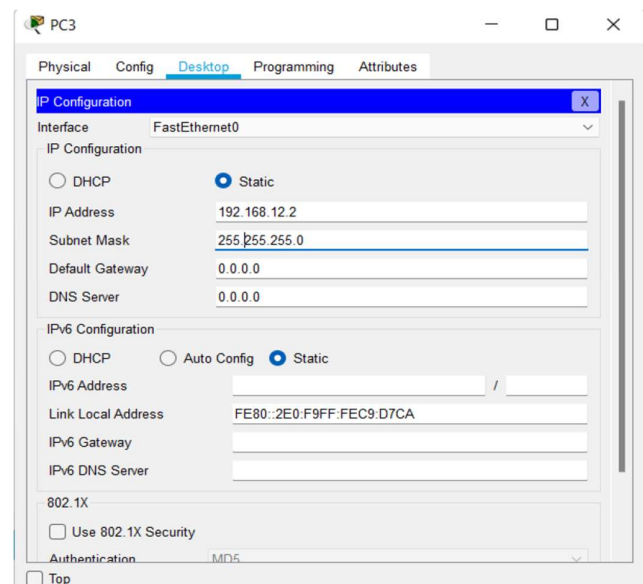 PC3
Physical Config Desktop Programming Attributes
IP Configuration X
Interface FastEthernet0
IP Configuration
DHCP Static
IP Address 192.168.12.2
Subnet Mask 255.255.255.0
Default Gateway 0.0.0.0
DNS Server 0.0.0.0
IPv6 Configuration
DHCP Auto Config Static
IPv6 Address /
Link Local Address FE80::2E0:F9FF:FEC9:D7CA
IPv6 Gateway
IPv6 DNS Server
802.1X
Use 802.1X Security
Authentication MD5
Top